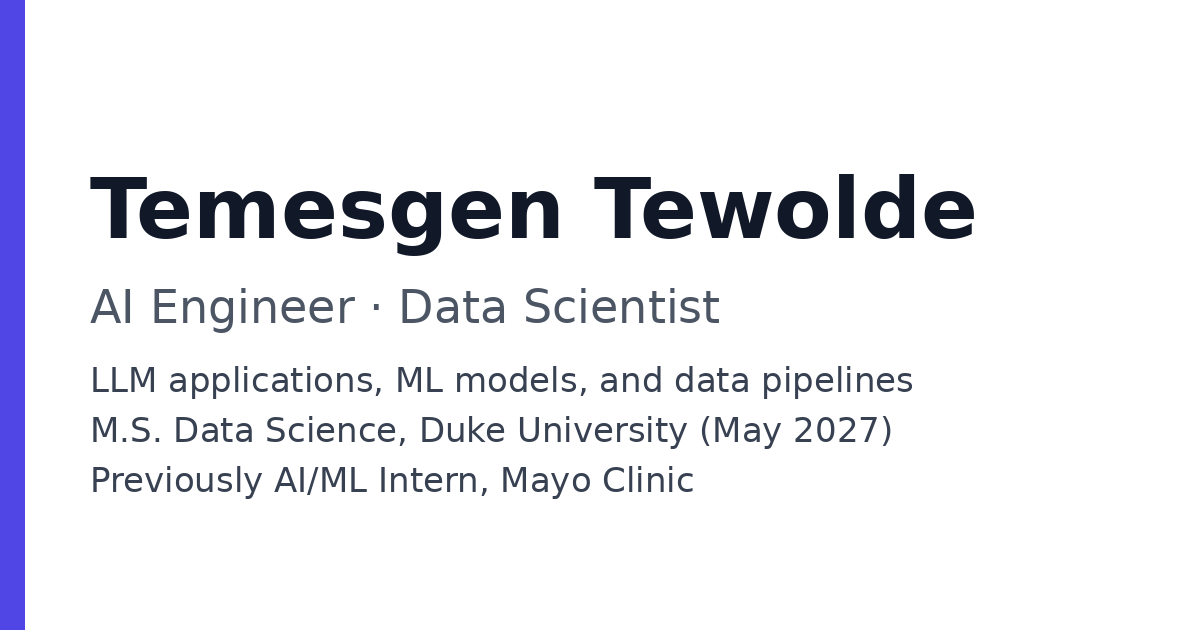 Temesgen Tewolde
AI Engineer · Data Scientist
LLM applications, ML models, and data pipelines
M.S. Data Science, Duke University (May 2027)
Previously AI/ML Intern, Mayo Clinic